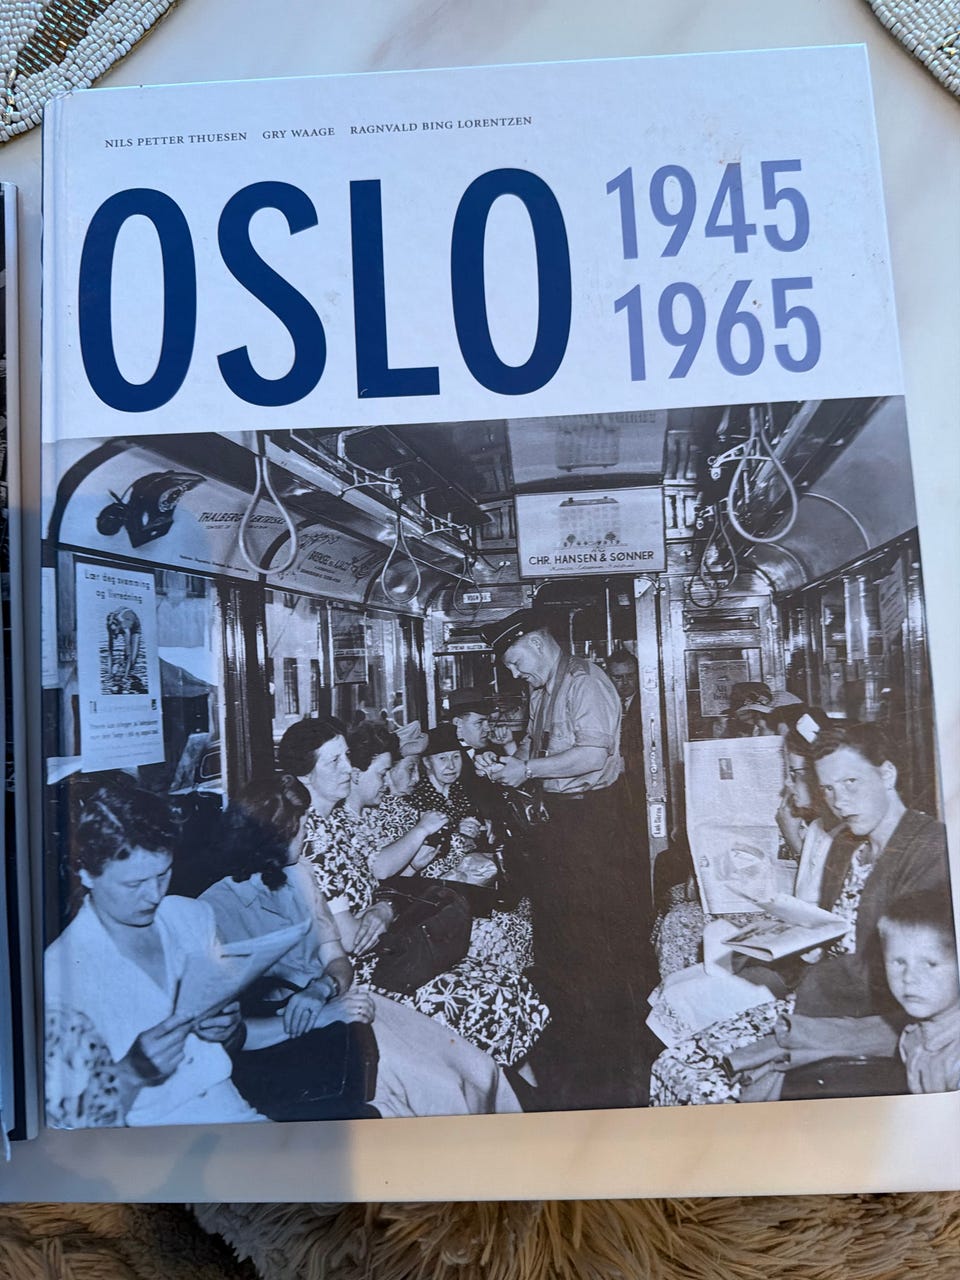 NILS PETTER THUESEN GRY WAAGE RAGNVALD BING LORENTZEN
OSLO
1945
1965
THALBERG
CHR. HANSEN & SØNNER
Lær deg svømming
og livredning